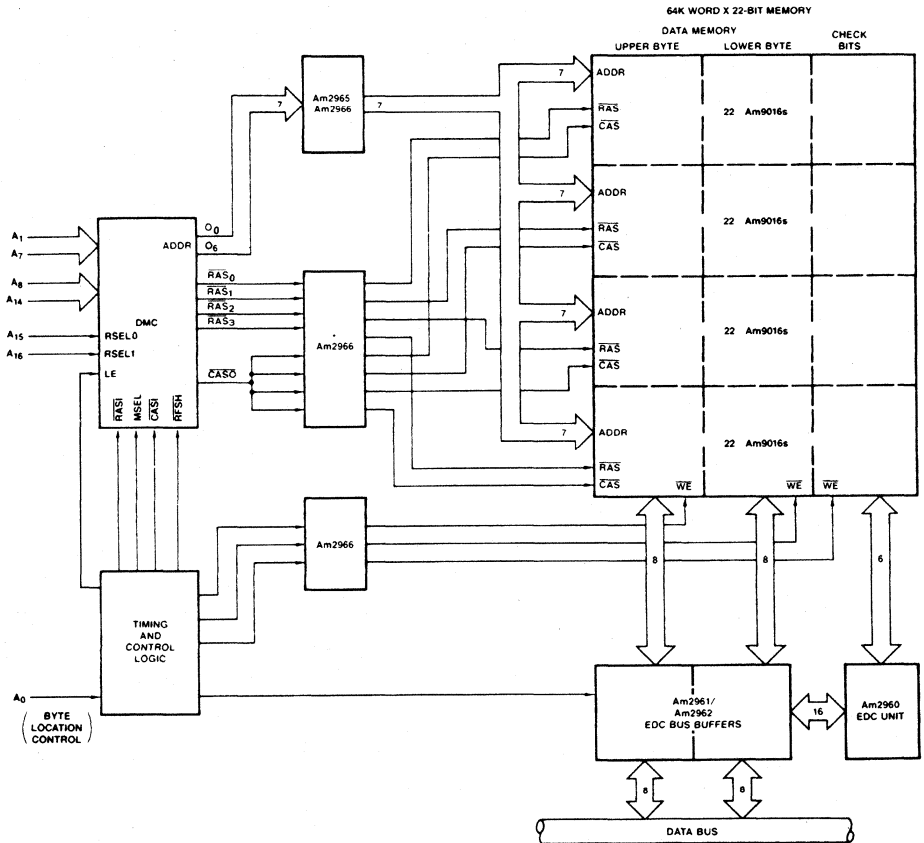 64K WORD X 22-BIT MEMORY
DATA MEMORY
UPPER BYTE
LOWER BYTE
CHECK
BITS
Am2965
Am2966
7
7
7
ADDR
RAS
CAS
22 Am9016s
7
ADDR
RAS
CAS
22 Am9016s
ADDR
7
RAS
CAS
22 Am9016s
7
ADDR
RAS
CAS
22 Am9016s
WE
WE
WE
A1
A7
A8
A14
A15
A16
ADDR
DMC
RSEL0
RSEL1
LE
RASI
MSEL
CASI
RFSH
O0
O6
RAS0
RAS1
RAS2
RAS3
CASO
Am2966
Am2966
TIMING
AND
CONTROL
LOGIC
A0
(BYTE
LOCATION
CONTROL)
8
8
6
Am2961/
Am2962
EDC BUS BUFFERS
16
Am2960
EDC UNIT
8
8
DATA BUS